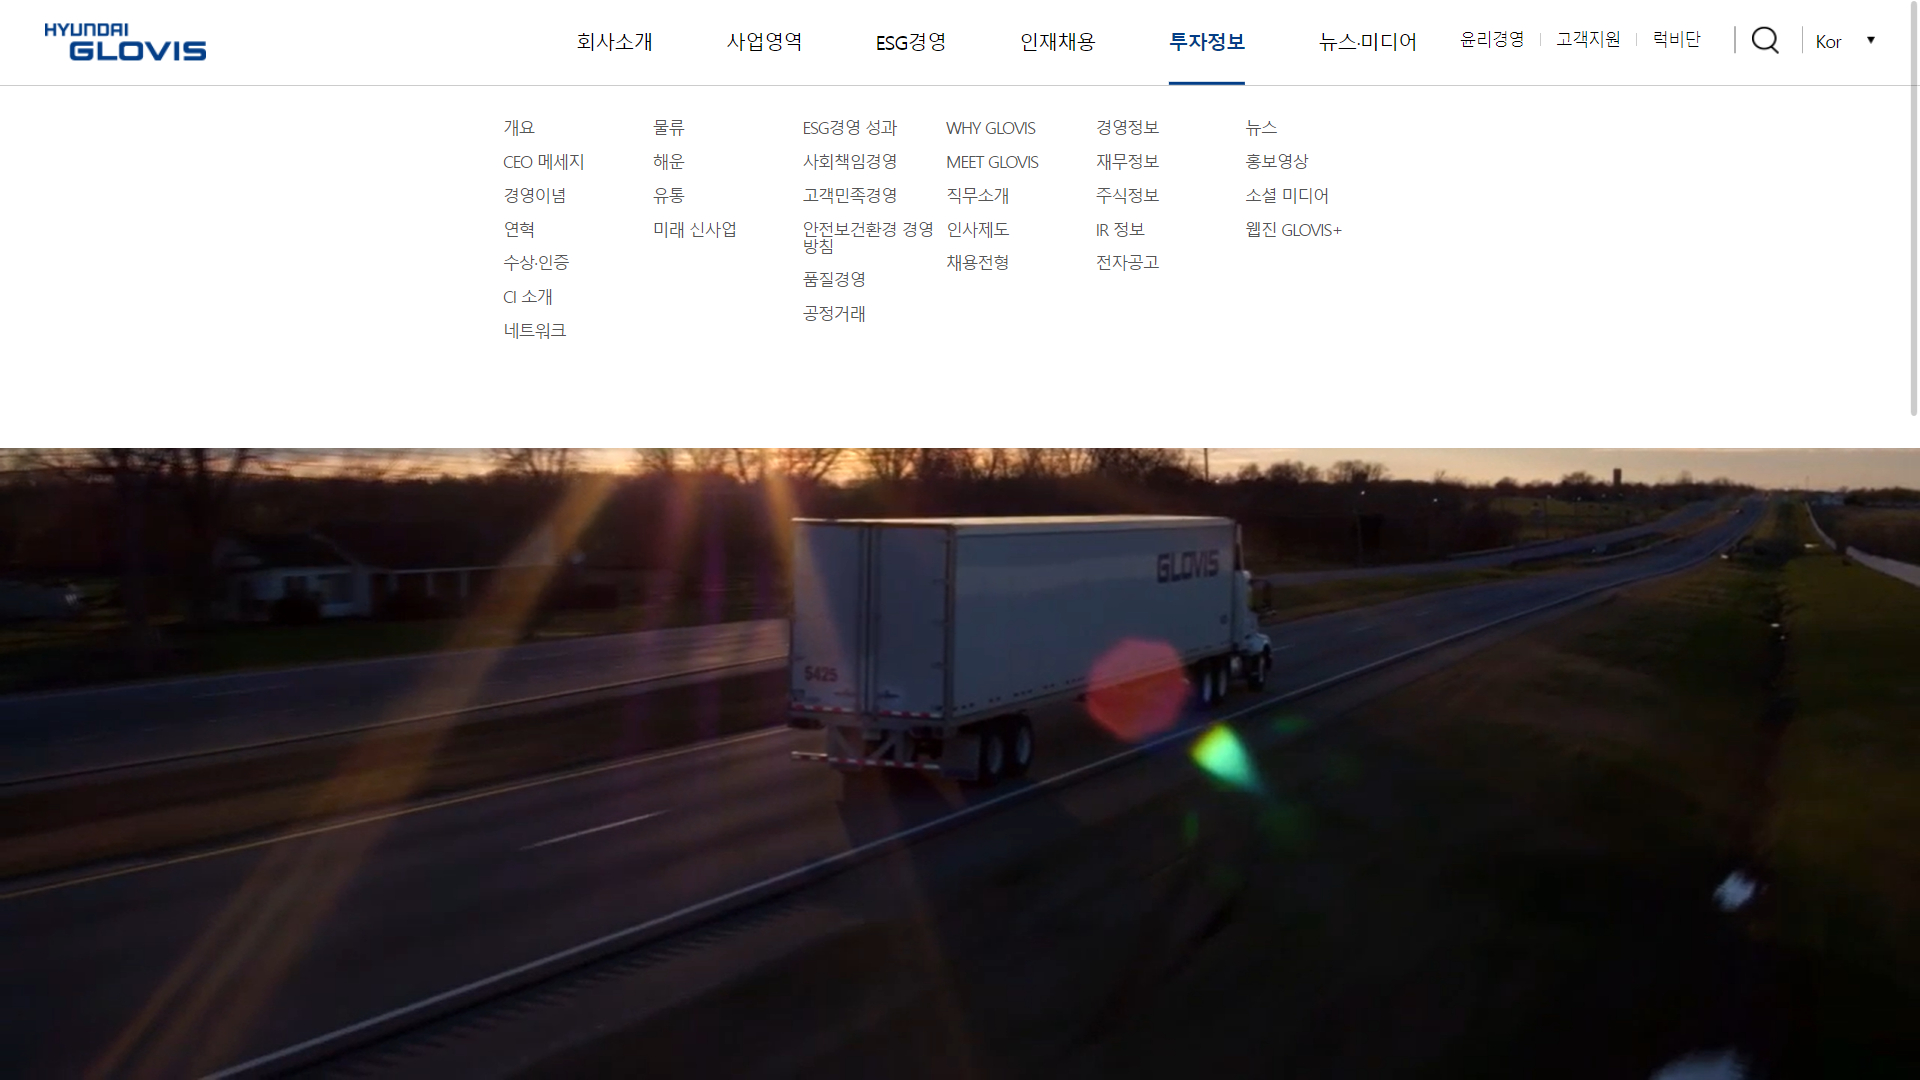 HYUNDAI
GLOVIS
회사소개 사업영역 ESG경영 인재채용 투자정보 뉴스·미디어 윤리경영 고객지원 럭비단 Kor
개요
CEO 메세지
경영이념
연혁
수상·인증
CI 소개
네트워크
물류
해운
유통
미래 신사업
ESG경영 성과
사회책임경영
고객민족경영
안전보건환경 경영
방침
품질경영
공정거래
WHY GLOVIS
MEET GLOVIS
직무소개
인사제도
채용전형
경영정보
재무정보
주식정보
IR 정보
전자공고
뉴스
홍보영상
소셜 미디어
웹진 GLOVIS+
GLOVIS
5425